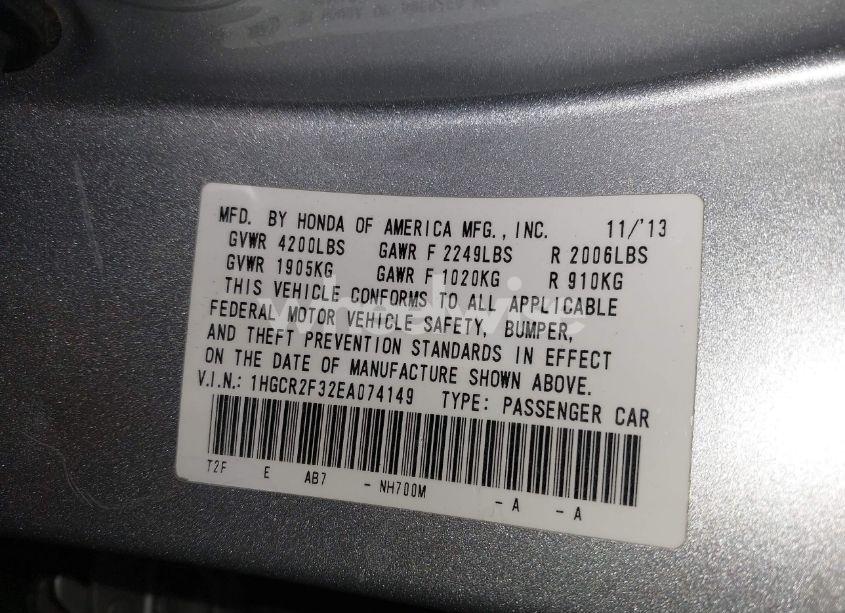 MFD. BY HONDA OF AMERICA MFG., INC. 11/'13
GVWR 4200LBS GAWR F 2249LBS R 2006LBS
GVWR 1905KG GAWR F 1020KG R 910KG
THIS VEHICLE CONFORMS TO ALL APPLICABLE
FEDERAL MOTOR VEHICLE SAFETY, BUMPER,
AND THEFT PREVENTION STANDARDS IN EFFECT
ON THE DATE OF MANUFACTURE SHOWN ABOVE.
V.I.N.: 1HGCR2F32EA074149 TYPE: PASSENGER CAR
T2F E AB7 - NH700M - A - A
wheelwise